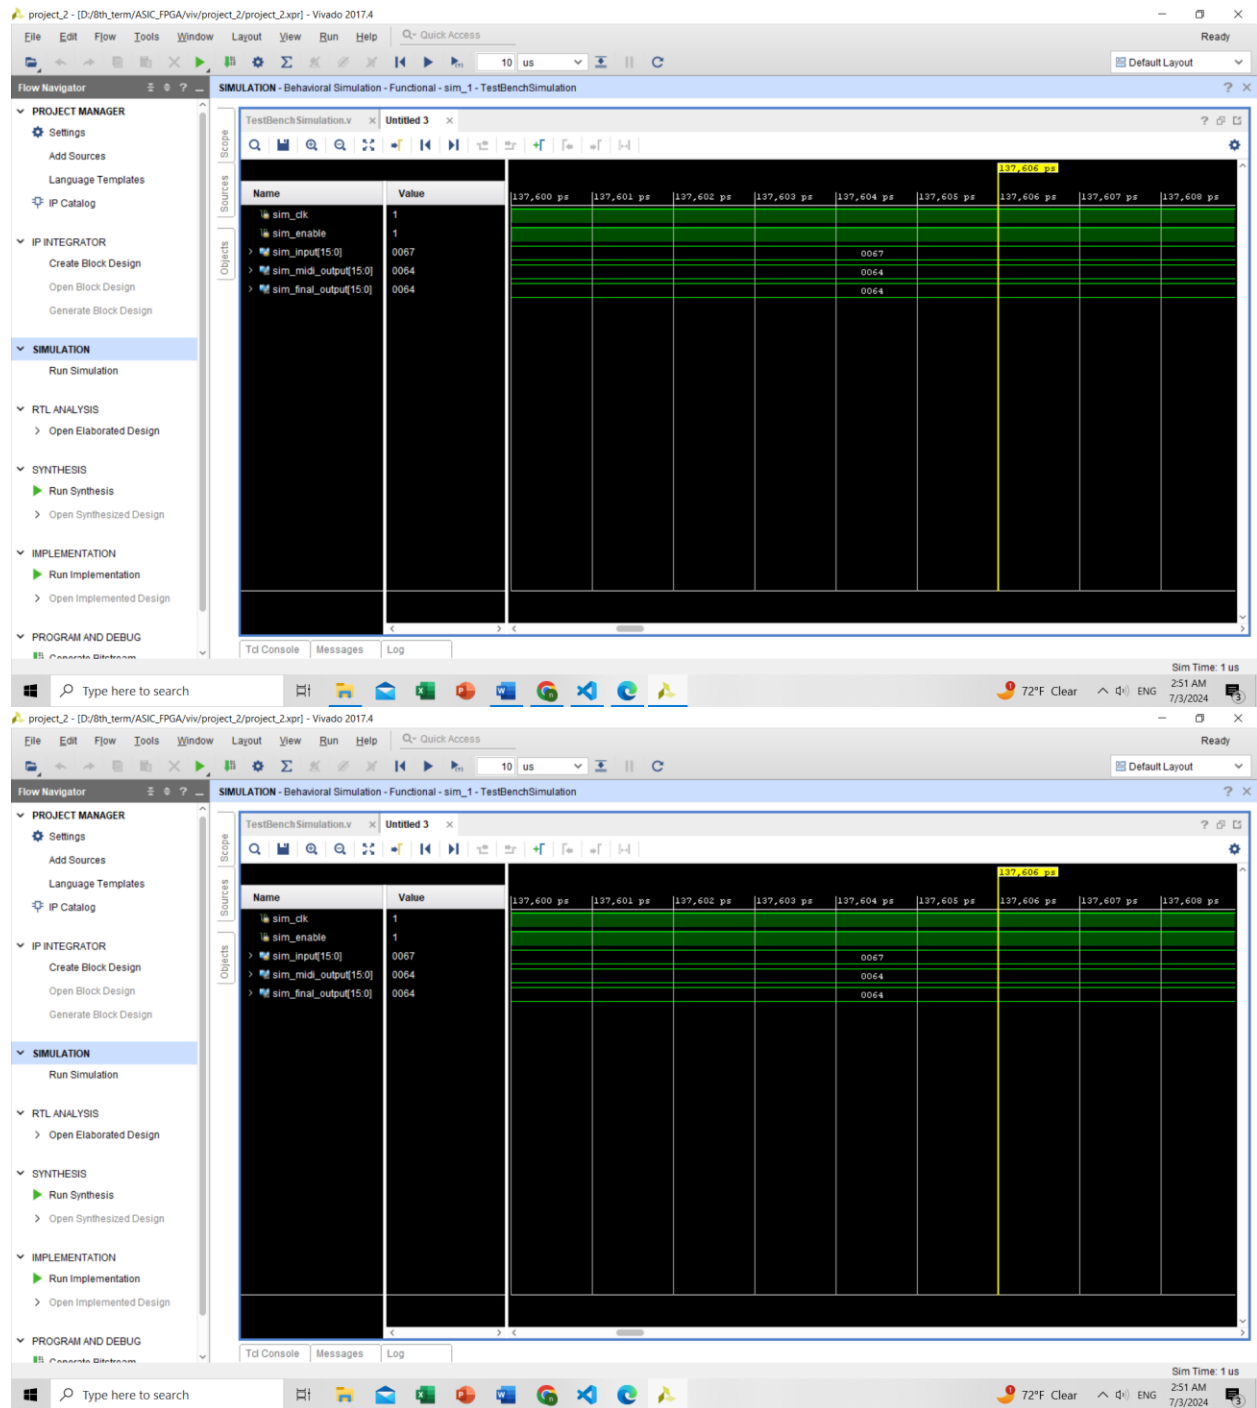 project_2 - [D:/8th_term/ASIC_FPGA/viv/project_2/project_2.xpr] - Vivado 2017.4
File Edit Flow Tools Window Layout View Run Help Q- Quick Access Ready
10 us Default Layout
Flow Navigator ? SIMULATION - Behavioral Simulation - Functional - sim_1 - TestBenchSimulation ? ×
PROJECT MANAGER
Settings
Add Sources
Language Templates
IP Catalog
IP INTEGRATOR
Create Block Design
Open Block Design
Generate Block Design
SIMULATION
Run Simulation
RTL ANALYSIS
Open Elaborated Design
SYNTHESIS
Run Synthesis
Open Synthesized Design
IMPLEMENTATION
Run Implementation
Open Implemented Design
PROGRAM AND DEBUG
Generate Bitstream
Scope
Sources
Objects
TestBenchSimulation.v × Untitled 3 × ?
137,606 ps
Name Value 137,600 ps 137,601 ps 137,602 ps 137,603 ps 137,604 ps 137,605 ps 137,606 ps 137,607 ps 137,608 ps
sim_clk 1
sim_enable 1
sim_input[15:0] 0067 0067
sim_midi_output[15:0] 0064 0064
sim_final_output[15:0] 0064 0064
Tcl Console Messages Log
Sim Time: 1 us
Type here to search 72°F Clear ENG 2:51 AM
7/3/2024
project_2 - [D:/8th_term/ASIC_FPGA/viv/project_2/project_2.xpr] - Vivado 2017.4
File Edit Flow Tools Window Layout View Run Help Q- Quick Access Ready
10 us Default Layout
Flow Navigator ? SIMULATION - Behavioral Simulation - Functional - sim_1 - TestBenchSimulation ? ×
PROJECT MANAGER
Settings
Add Sources
Language Templates
IP Catalog
IP INTEGRATOR
Create Block Design
Open Block Design
Generate Block Design
SIMULATION
Run Simulation
RTL ANALYSIS
Open Elaborated Design
SYNTHESIS
Run Synthesis
Open Synthesized Design
IMPLEMENTATION
Run Implementation
Open Implemented Design
PROGRAM AND DEBUG
Generate Bitstream
Scope
Sources
Objects
TestBenchSimulation.v × Untitled 3 × ?
137,606 ps
Name Value 137,600 ps 137,601 ps 137,602 ps 137,603 ps 137,604 ps 137,605 ps 137,606 ps 137,607 ps 137,608 ps
sim_clk 1
sim_enable 1
sim_input[15:0] 0067 0067
sim_midi_output[15:0] 0064 0064
sim_final_output[15:0] 0064 0064
Tcl Console Messages Log
Sim Time: 1 us
Type here to search 72°F Clear ENG 2:51 AM
7/3/2024